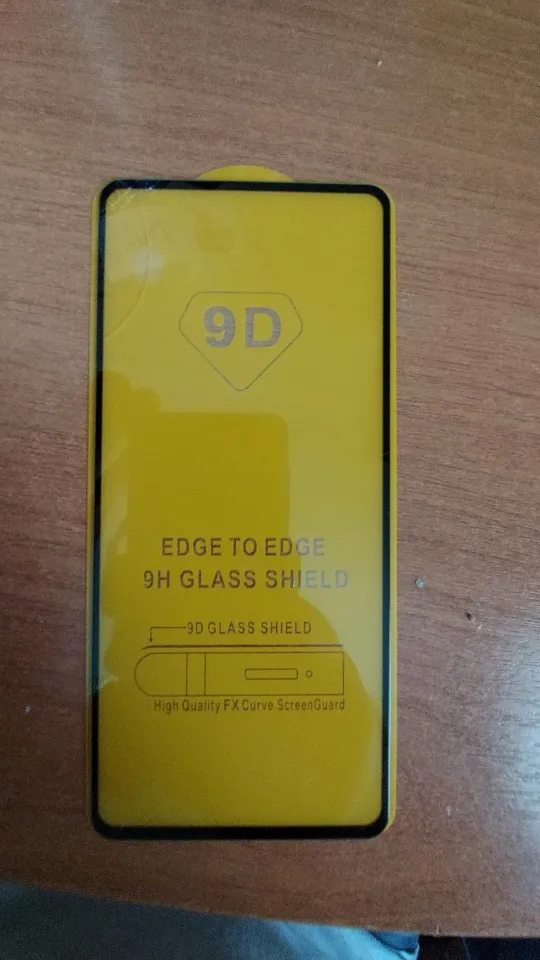 9D
EDGE TO EDGE
9H GLASS SHIELD
9D GLASS SHIELD
High Quality FX Curve ScreenGuard